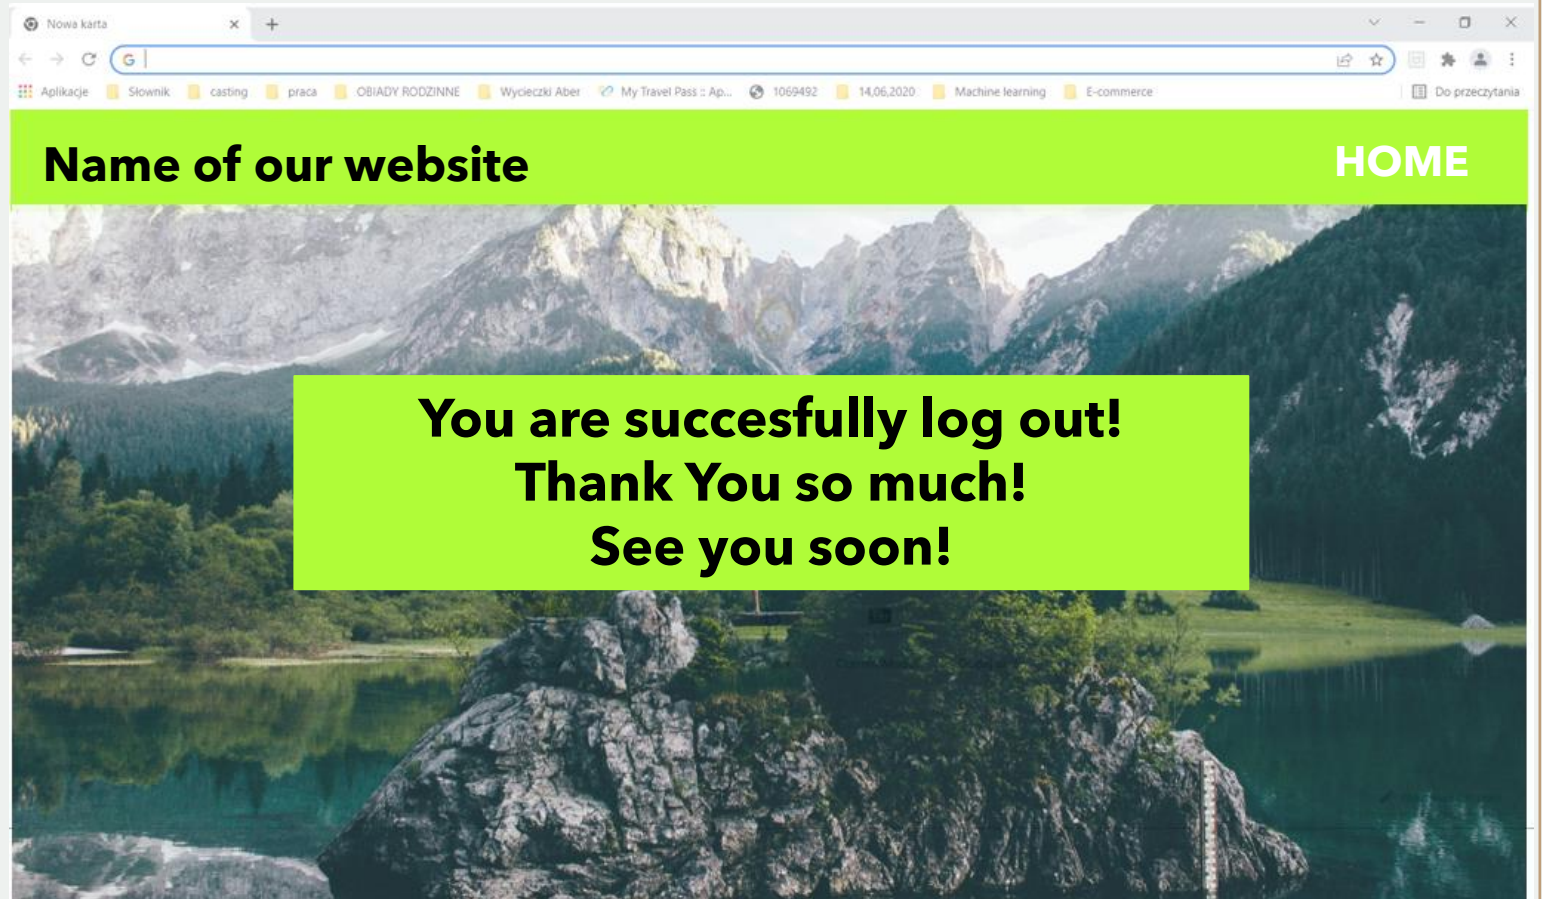 Nowa karta
G
Aplikacje Słownik casting praca OBIADY RODZINNE Wycieczki Aber My Travel Pass :: Ap... 1069492 14,06,2020 Machine learning E-commerce Do przeczytania
Name of our website HOME
You are succesfully log out!
Thank You so much!
See you soon!